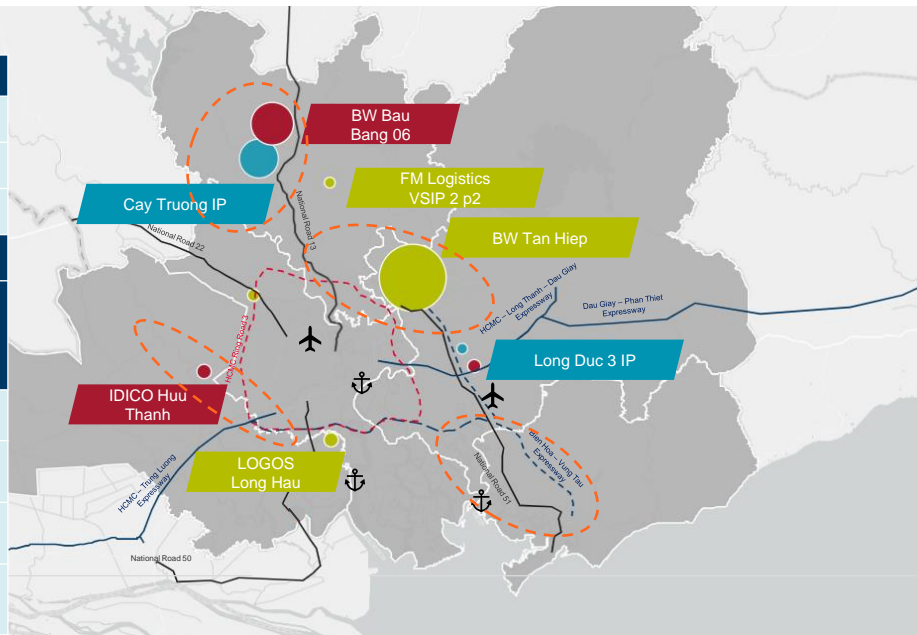 BW Bau
Bang 06
FM Logistics
VSIP 2 p2
Cay Truong IP
National Road 13
BW Tan Hiep
National Road 22
HCMC – Long Thanh – Dau Giay
Expressway
Dau Giay – Phan Thiet
Expressway
HCMC Ring Road 3
Long Duc 3 IP
IDICO Huu
Thanh
LOGOS
Long Hau
HCMC – Trung Luong
Expressway
Bien Hoa – Vung Tau
Expressway
National Road 51
National Road 50